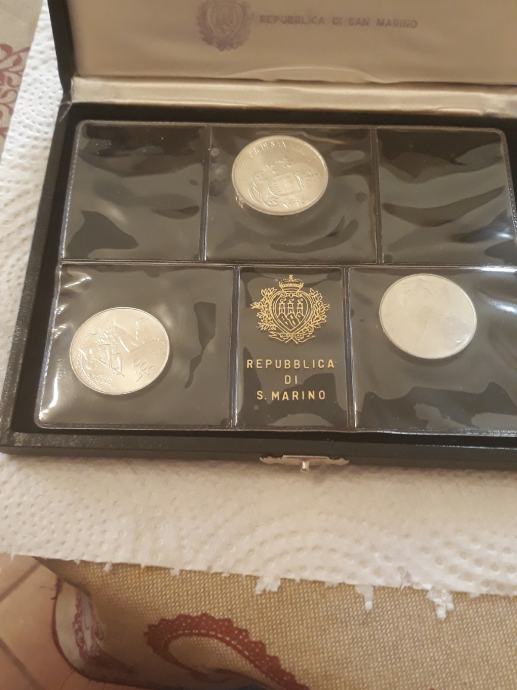 REPUBBLICA DI SAN MARINO
REPUBBLICA
DI
S. MARINO